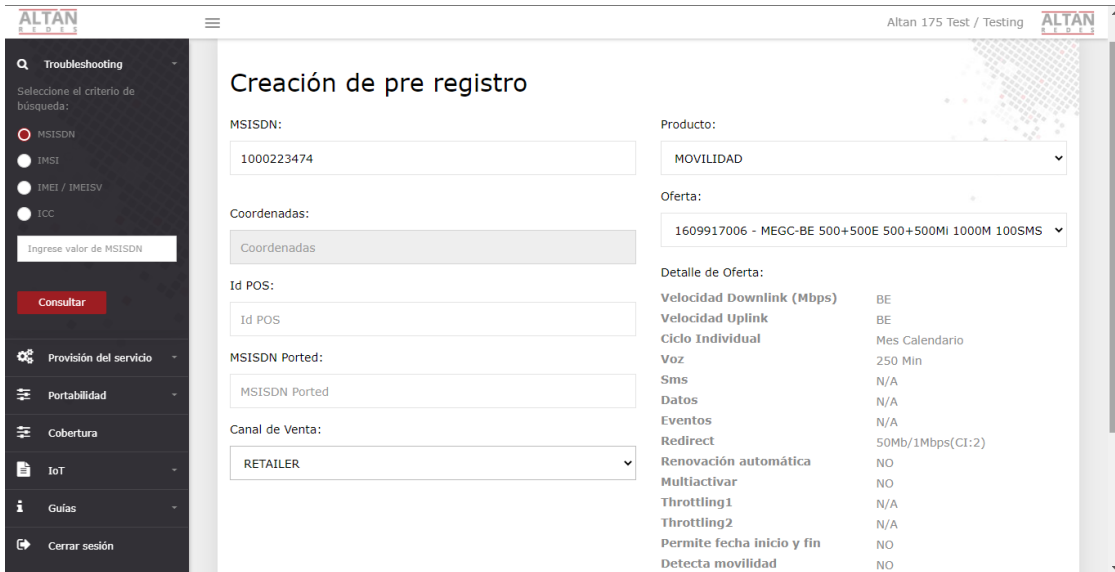 ALTÁN
REDES
Altan 175 Test / Testing
ALTÁN
REDES
Troubleshooting
Seleccione el criterio de
búsqueda:
MSISDN
IMSI
IMEI / IMEISV
ICC
Ingrese valor de MSISDN
Consultar
Provisión del servicio
Portabilidad
Cobertura
IoT
Guías
Cerrar sesión
Creación de pre registro
MSISDN:
1000223474
Coordenadas:
Coordenadas
Id POS:
Id POS
MSISDN Ported:
MSISDN Ported
Canal de Venta:
RETAILER
Producto:
MOVILIDAD
Oferta:
1609917006 - MEGC-BE 500+500E 500+500Mi 1000M 100SMS
Detalle de Oferta:
Velocidad Downlink (Mbps) BE
Velocidad Uplink BE
Ciclo Individual Mes Calendario
Voz 250 Min
Sms N/A
Datos N/A
Eventos N/A
Redirect 50Mb/1Mbps(CI:2)
Renovación automática NO
Multiactivar NO
Throttling1 N/A
Throttling2 N/A
Permite fecha inicio y fin NO
Detecta movilidad NO